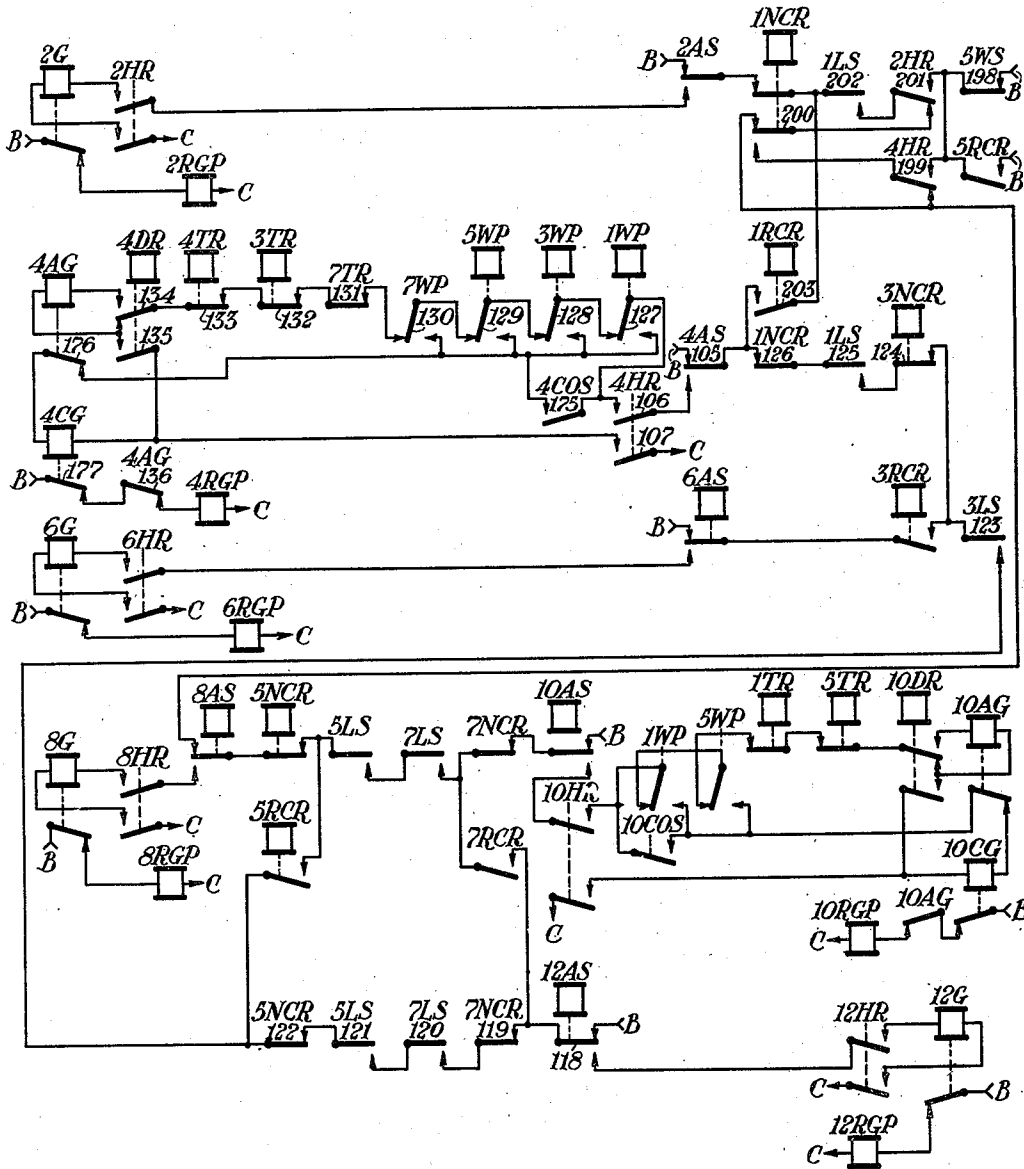 1NCR
2G 2HR B 2AS 1LS 2HR 5WS
202 201 198
B
200
B C
4HR 5RCR
199
B
2RGP C
4AG 4DR 4TR 3TR 7TR 7WP 5WP 3WP 1WP 1RCR
134 133 132 131 130 129 128 127 203
3NCR
176 135 4AS 1NCR 1LS
B 105 126 125 124
4COS 4HR
175 106
4CG 107 C
B 177 4AG
136 4RGP C
6AS 3RCR 3LS
123
6G 6HR B
B C
6RGP C
8AS 5NCR 5LS 7LS 7NCR 10AS B 1WP 5WP 1TR 5TR 10DR 10AG
8G 8HR
10HR
C
5RCR 7RCR 10COS
B 8RGP C 10CG
10RGP 10AG B
C C
12AS
5NCR 5LS 7LS 7NCR B 12HR 12G
122 121 120 119
118
C B
12RGP
C